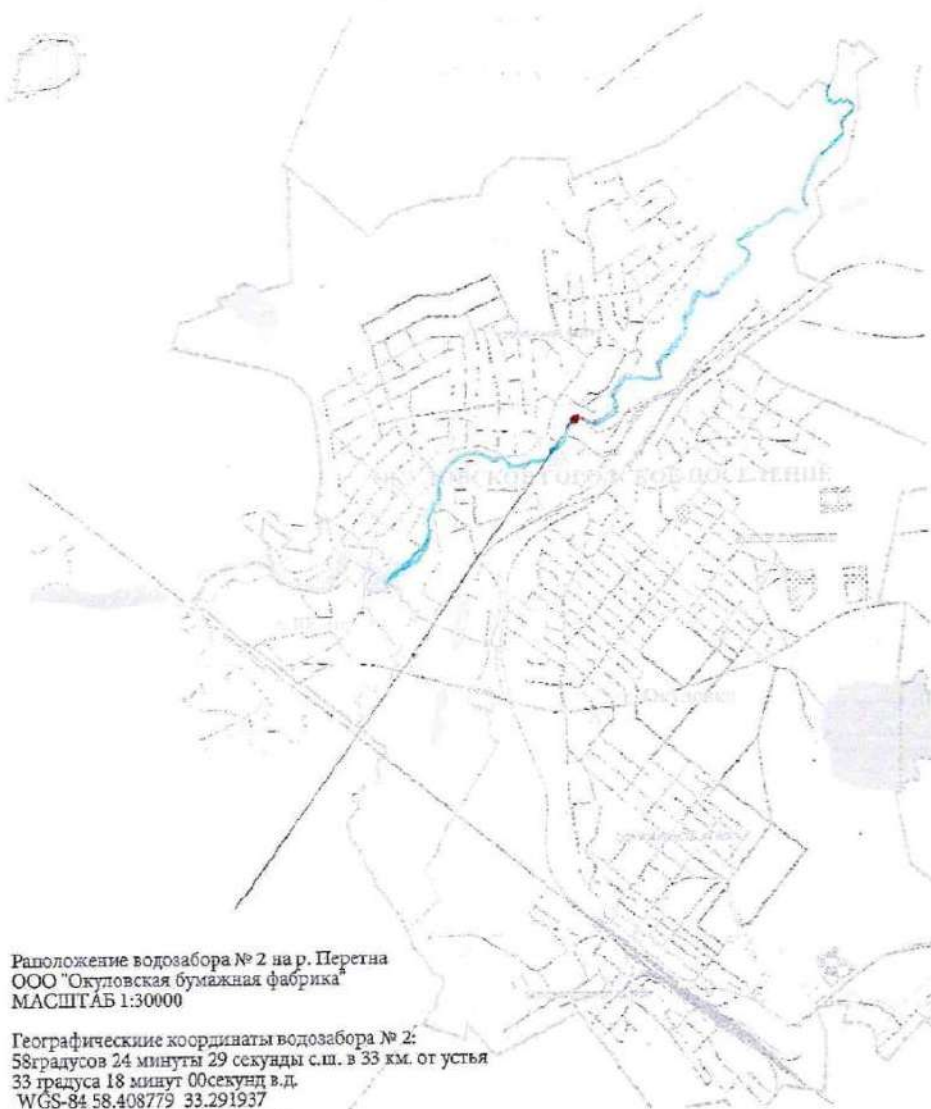 ПОСЕЛЕНИЕ
Раположение водозабора № 2 на р. Перетна
ООО "Окуловская бумажная фабрика"
МАСШТАБ 1:30000
Географическиие координаты водозабора № 2:
58градусов 24 минуты 29 секунды с.ш. в 33 км. от устья
33 градуса 18 минут 00секунд в.д.
WGS-84 58.408779 33.291937